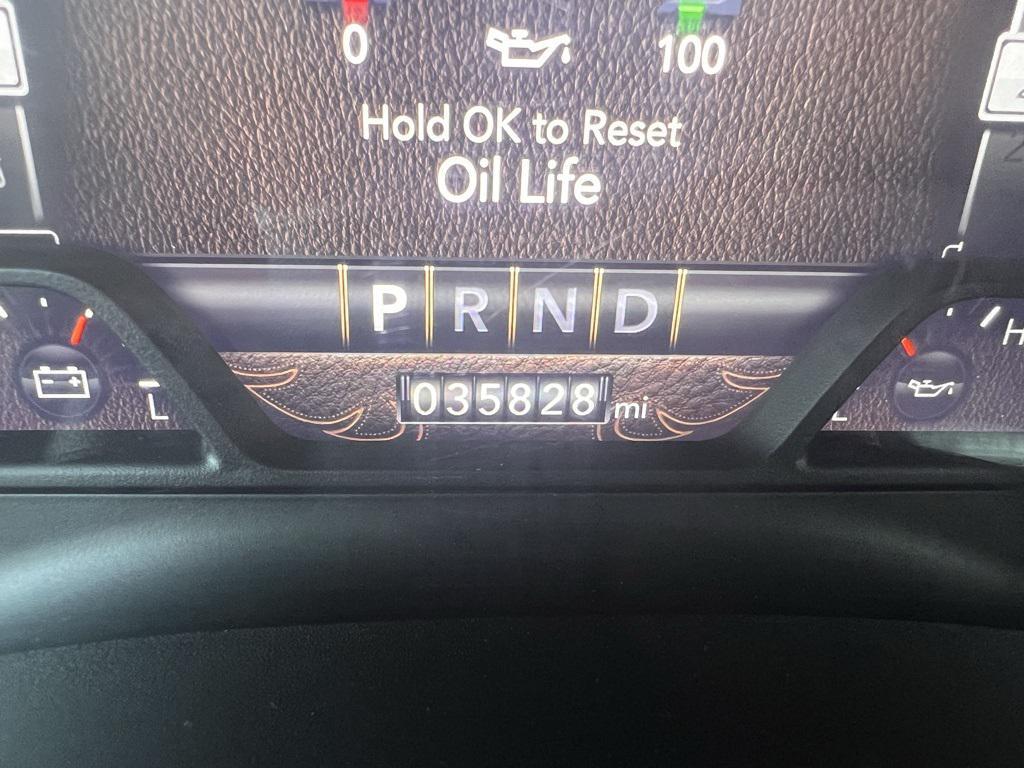 0 100
Hold OK to Reset
Oil Life
P R N D
H
035828 mi
L
L